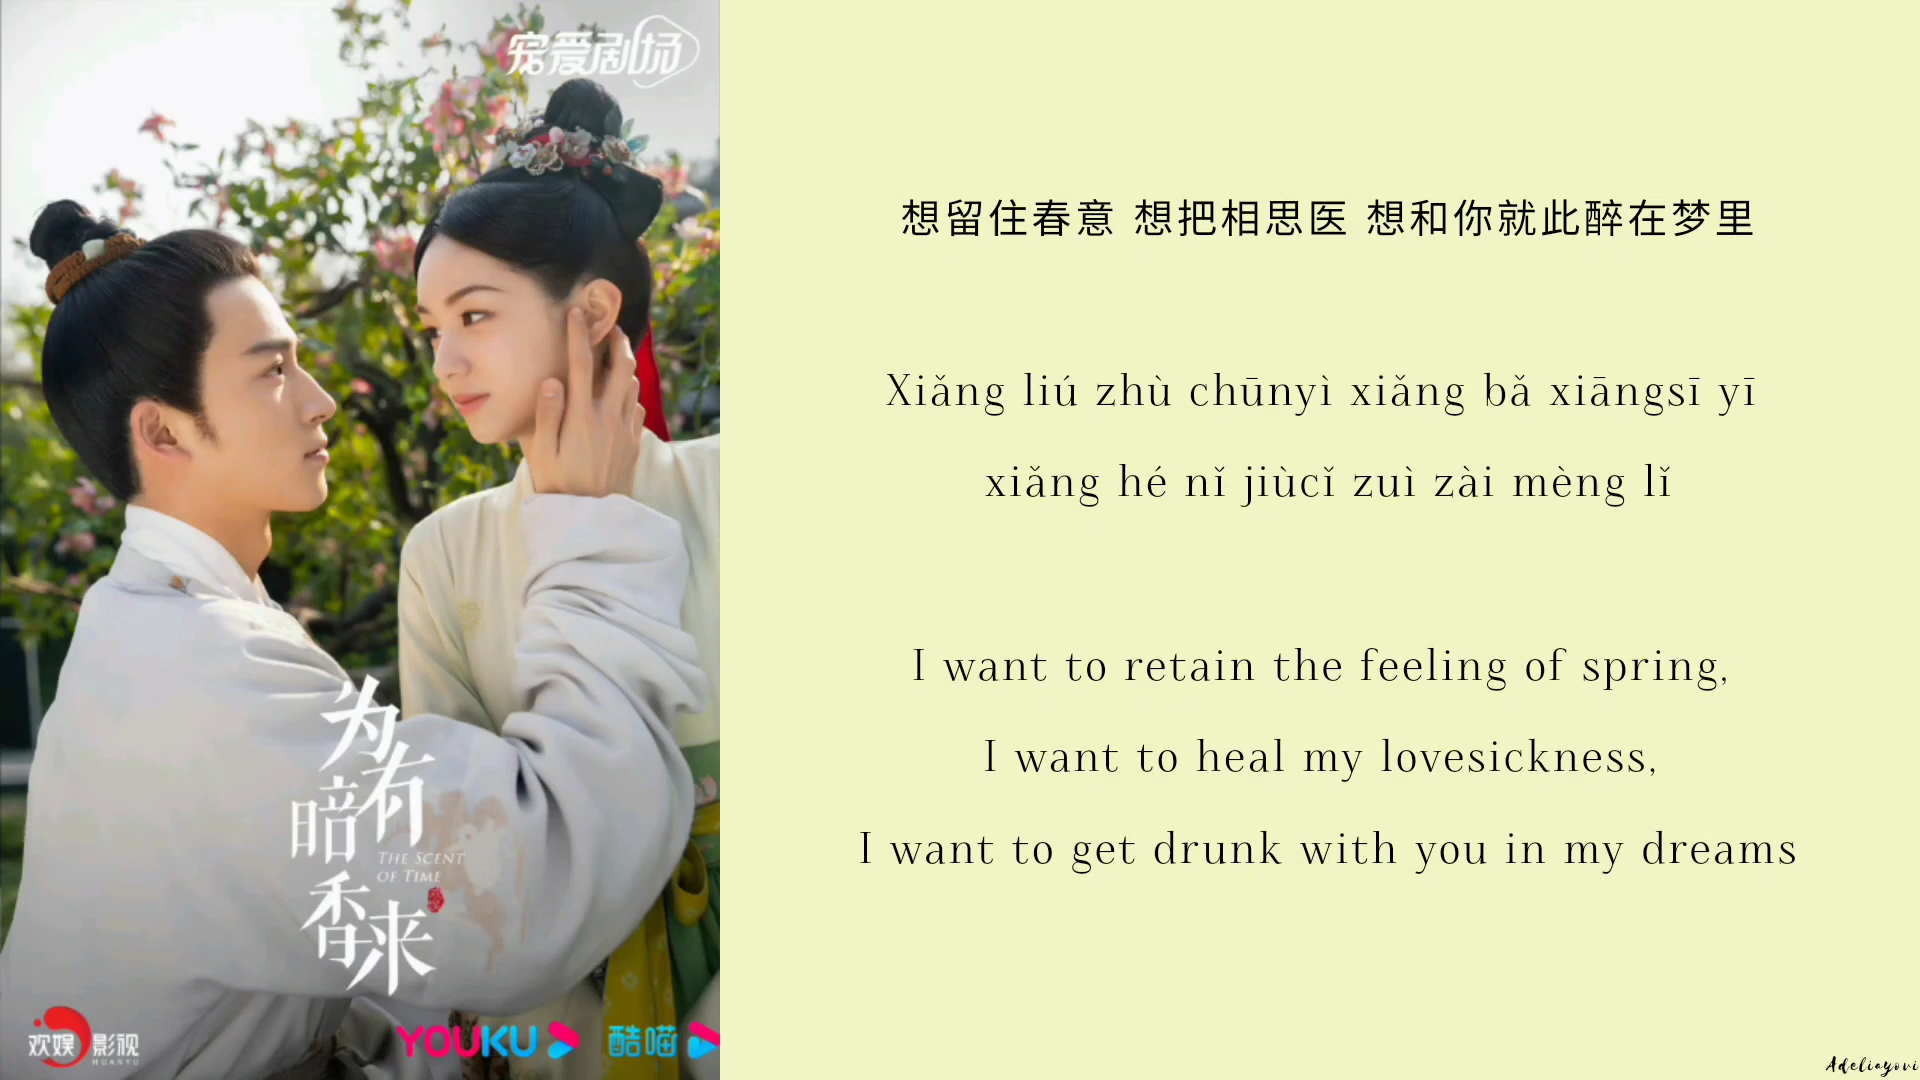 宠爱剧场
为有
暗香来
THE SCENT
OF TIME
欢娱影视
HUANYU
YOUKU
酷喵
想留住春意 想把相思医 想和你就此醉在梦里
Xiǎng liú zhù chūnyì xiǎng bǎ xiāngsī yī
xiǎng hé nǐ jiùcǐ zuì zài mèng lǐ
I want to retain the feeling of spring,
I want to heal my lovesickness,
I want to get drunk with you in my dreams
Adeliayovi